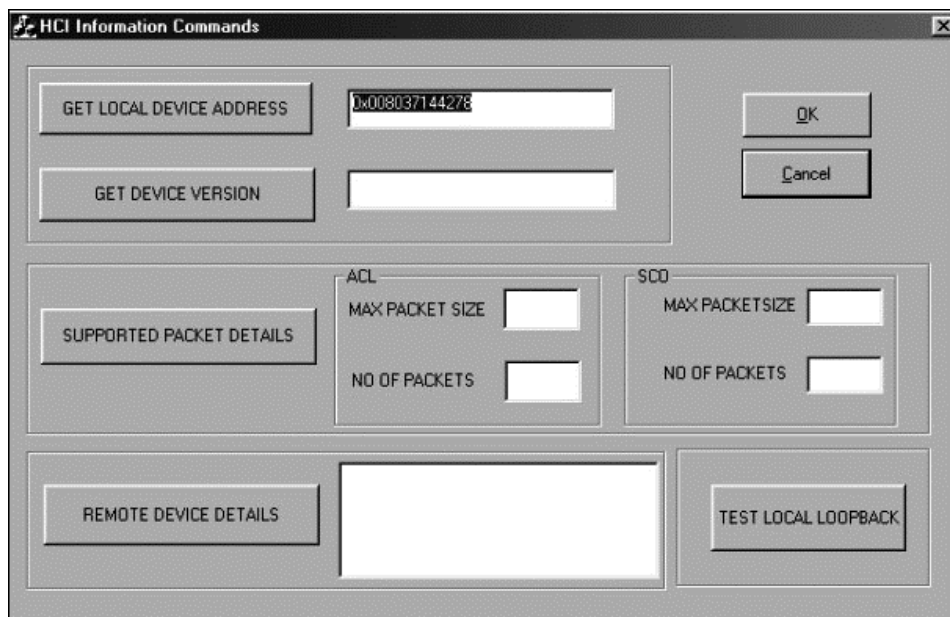 HCI Information Commands
GET LOCAL DEVICE ADDRESS
0x008037144278
OK
GET DEVICE VERSION
Cancel
ACL
SCO
SUPPORTED PACKET DETAILS
MAX PACKET SIZE
MAX PACKETSIZE
NO OF PACKETS
NO OF PACKETS
REMOTE DEVICE DETAILS
TEST LOCAL LOOPBACK